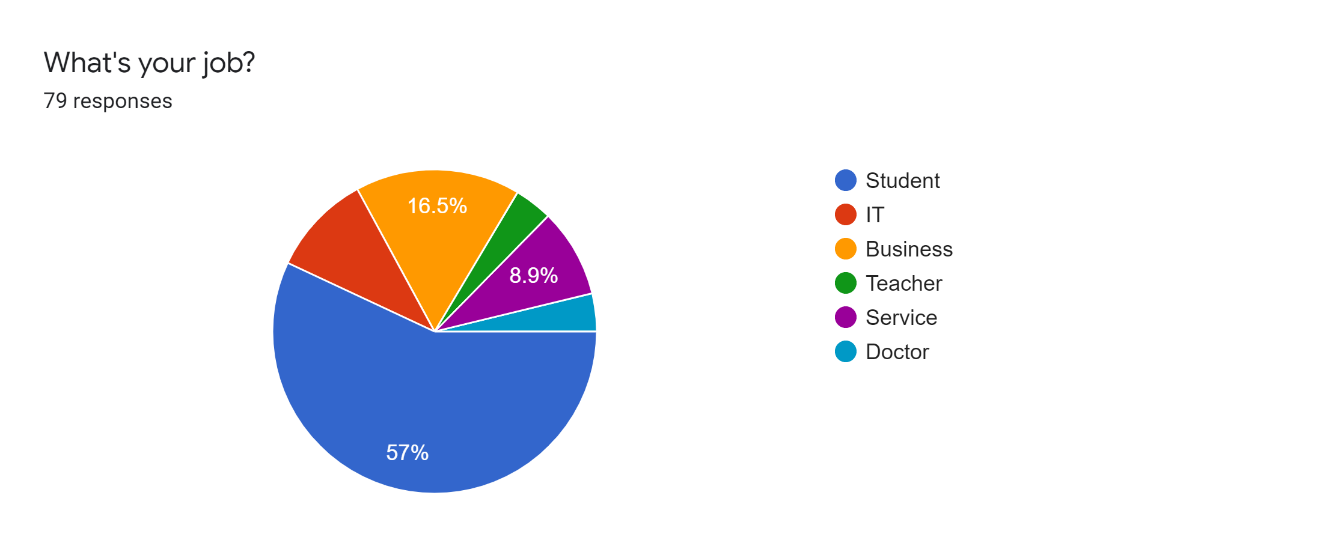 What's your job?
79 responses
16.5%
8.9%
57%
Student
IT
Business
Teacher
Service
Doctor